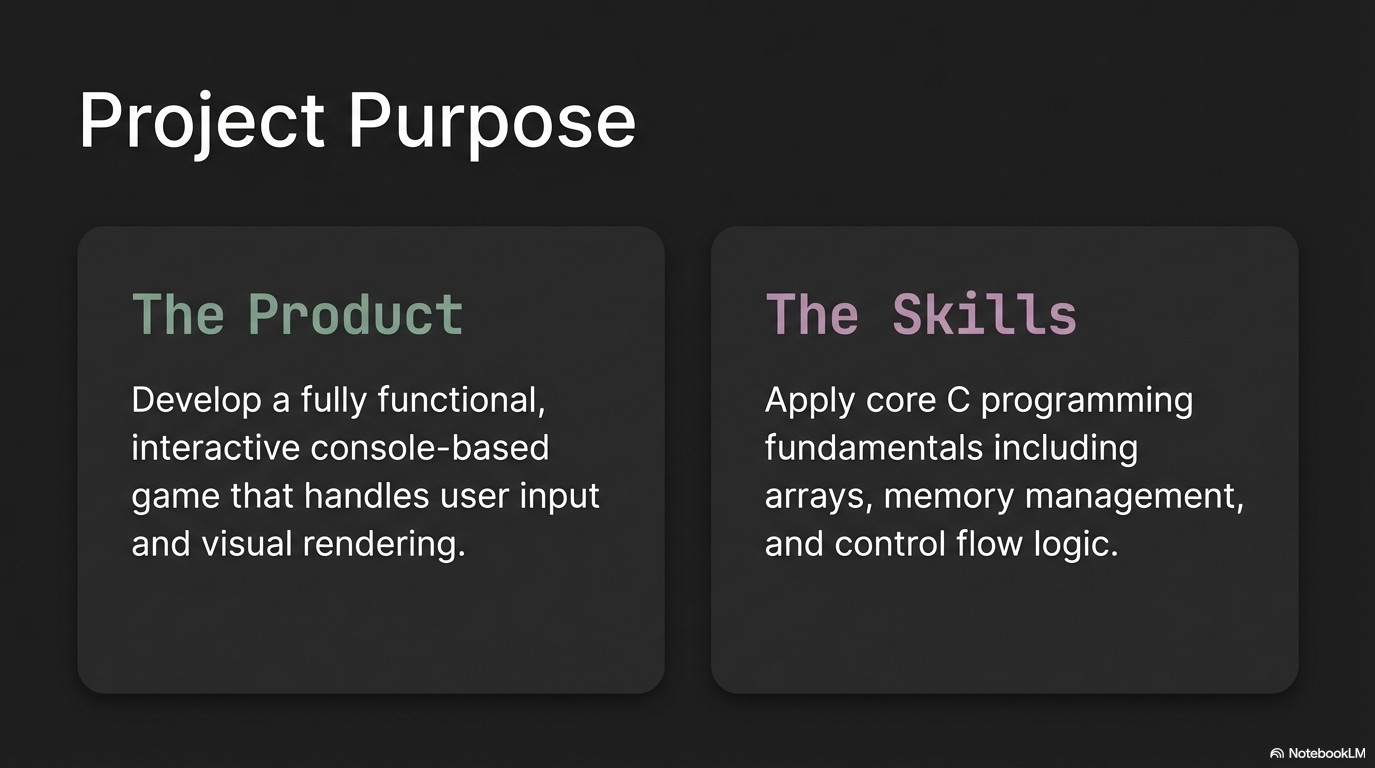 Project Purpose
The Product
Develop a fully functional,
interactive console-based
game that handles user input
and visual rendering.
The Skills
Apply core C programming
fundamentals including
arrays, memory management,
and control flow logic.
NotebookLM